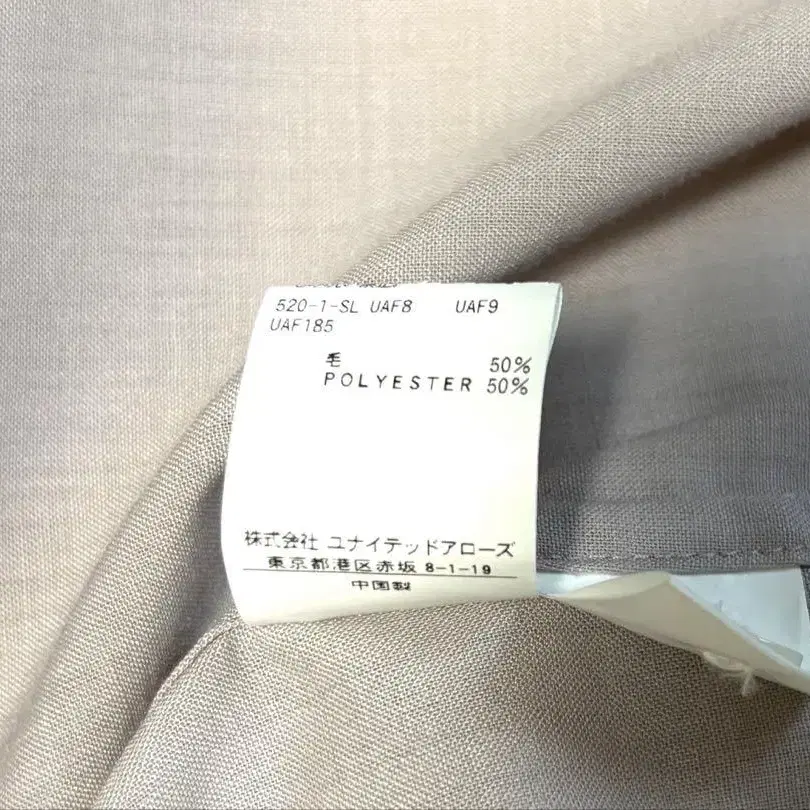 520-1-SL UAF8 UAF9
UAF185
毛 50%
POLYESTER 50%
株式会社 ユナイテッドアローズ
東京都港区赤坂 8-1-19
中国製